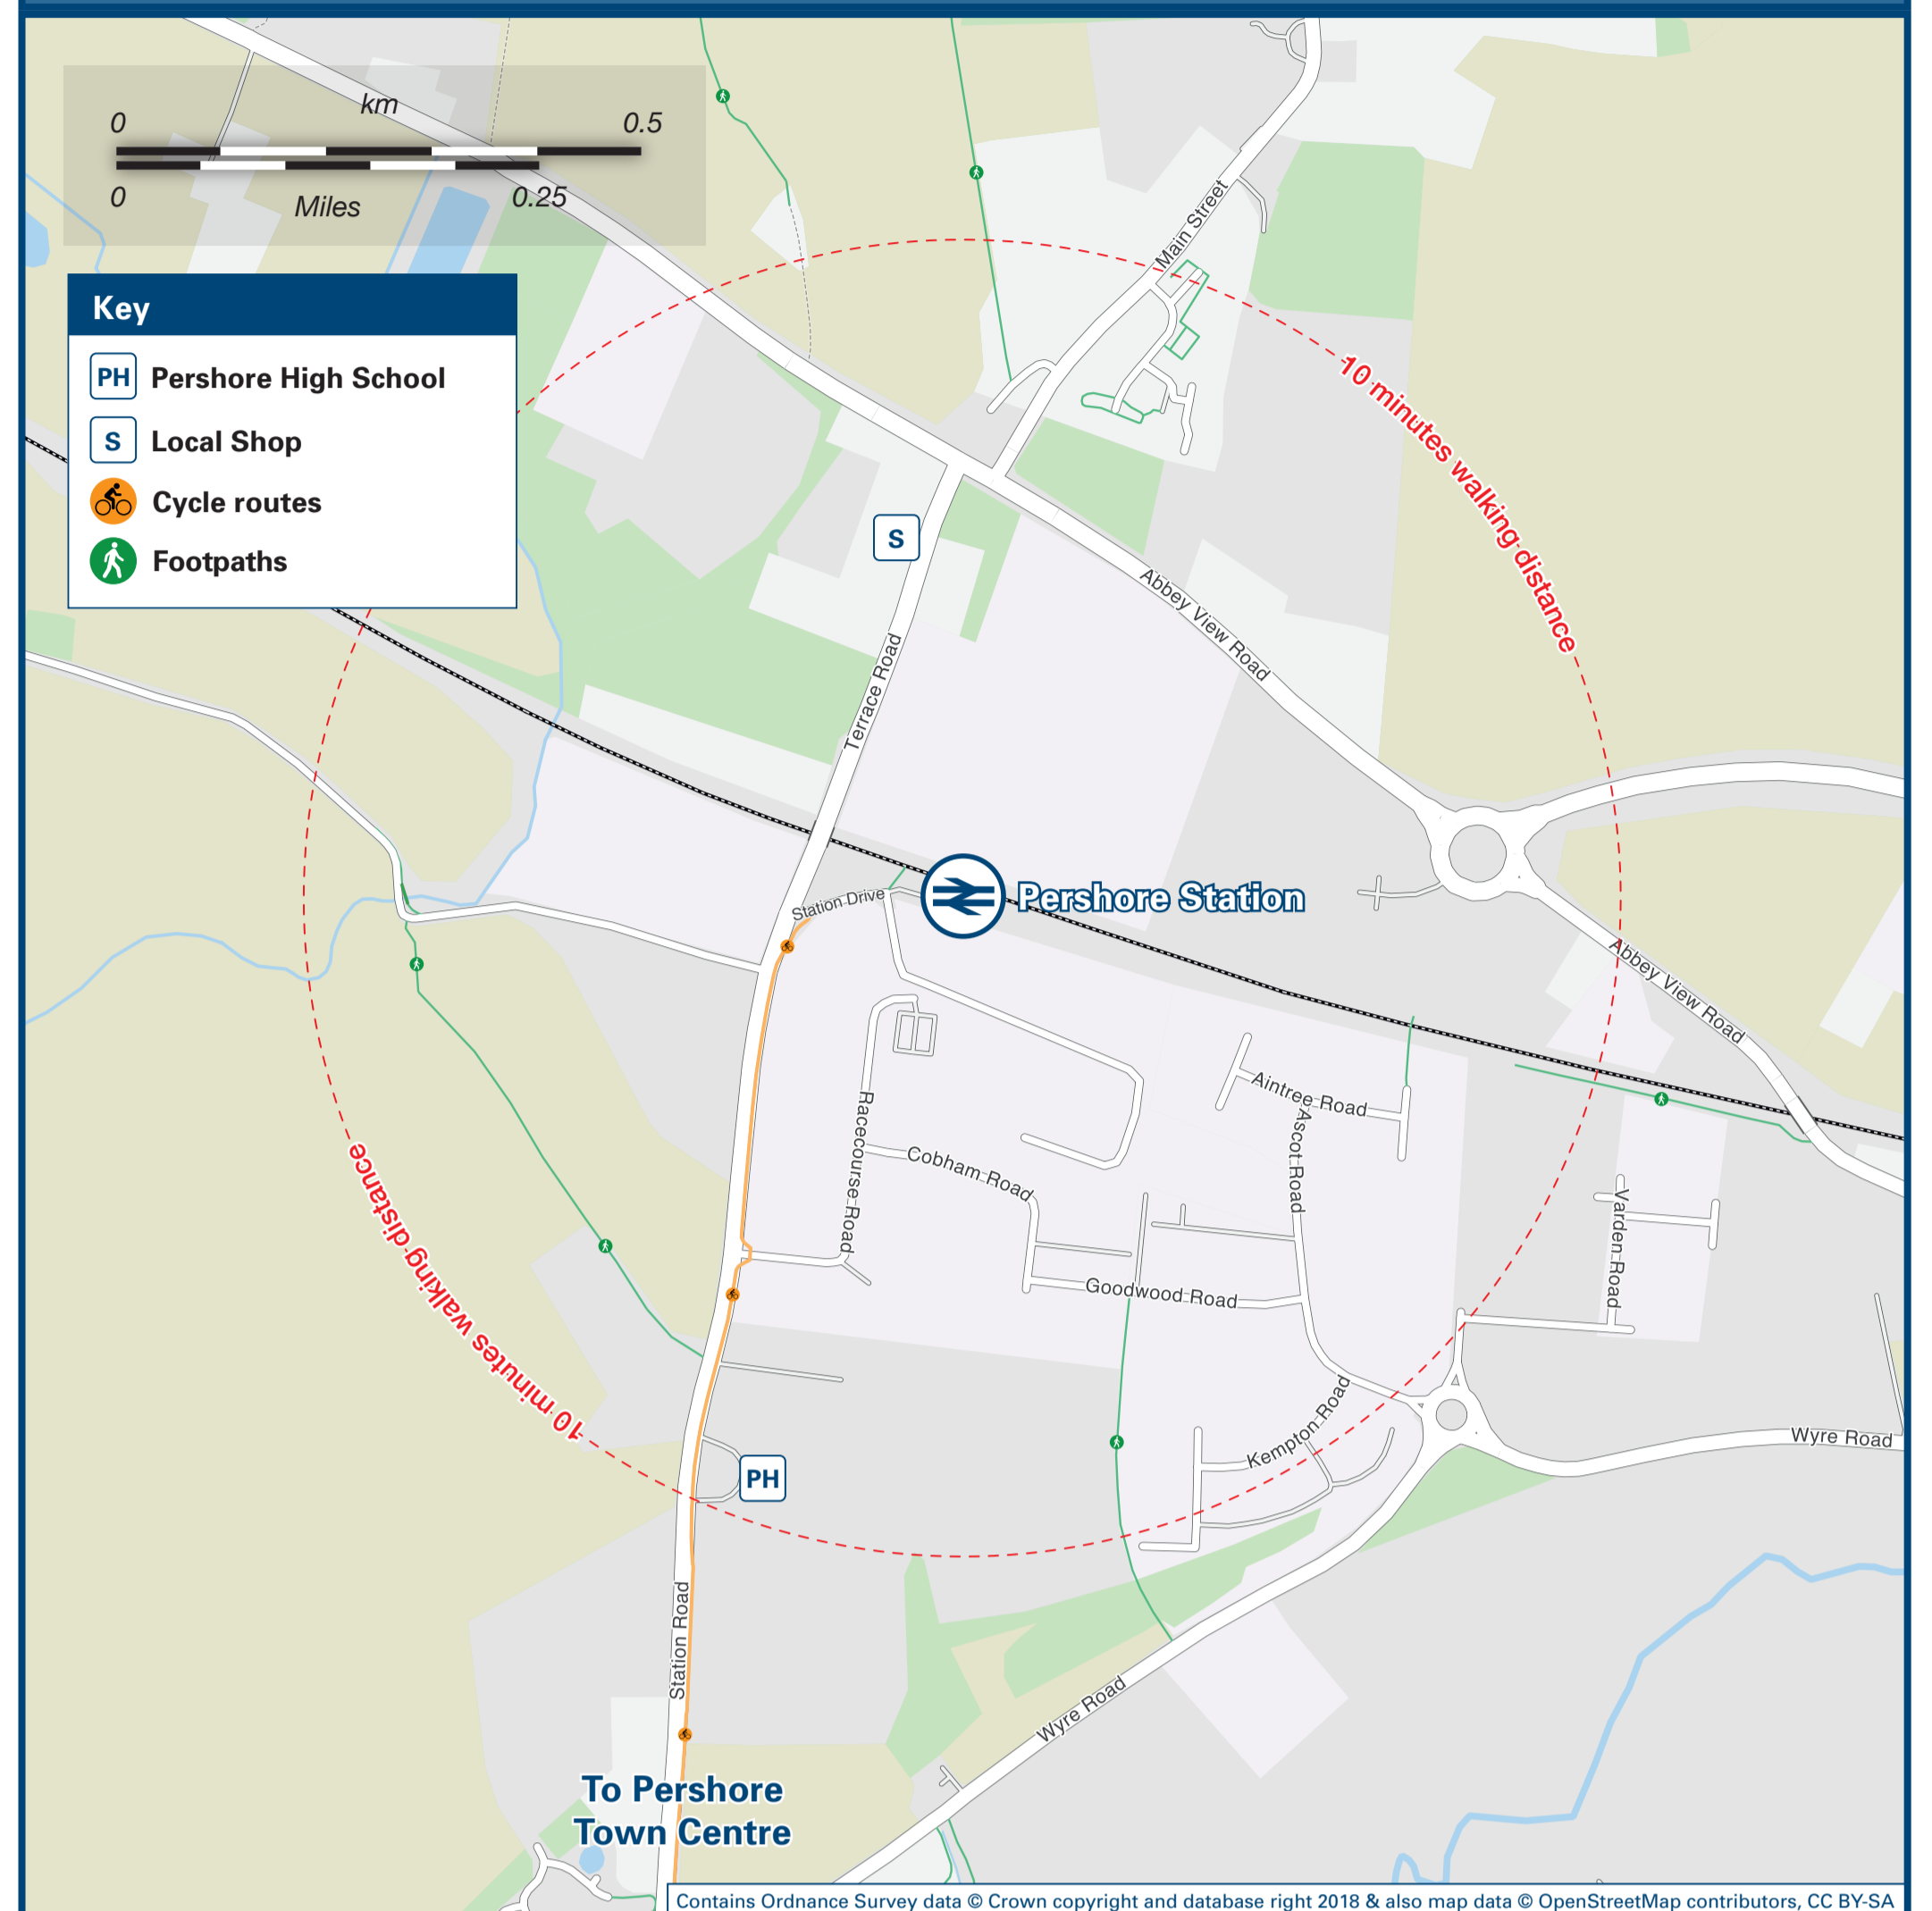 km
0
0.5
0
Miles
0.25
Key
PH
Pershore High School
S
Local Shop
Cycle routes
Footpaths
Main Street
10 minutes walking distance
S
Abbey View Road
Terrace Road
Station Drive
Pershore Station
Abbey View Road
Aintree Road
Ascot Road
Racecourse Road
Cobham Road
Varden Road
Goodwood Road
10 minutes walking distance
Kempton Road
Wyre Road
PH
Station Road
Wyre Road
To Pershore
Town Centre
Contains Ordnance Survey data © Crown copyright and database right 2018 & also map data © OpenStreetMap contributors, CC BY-SA